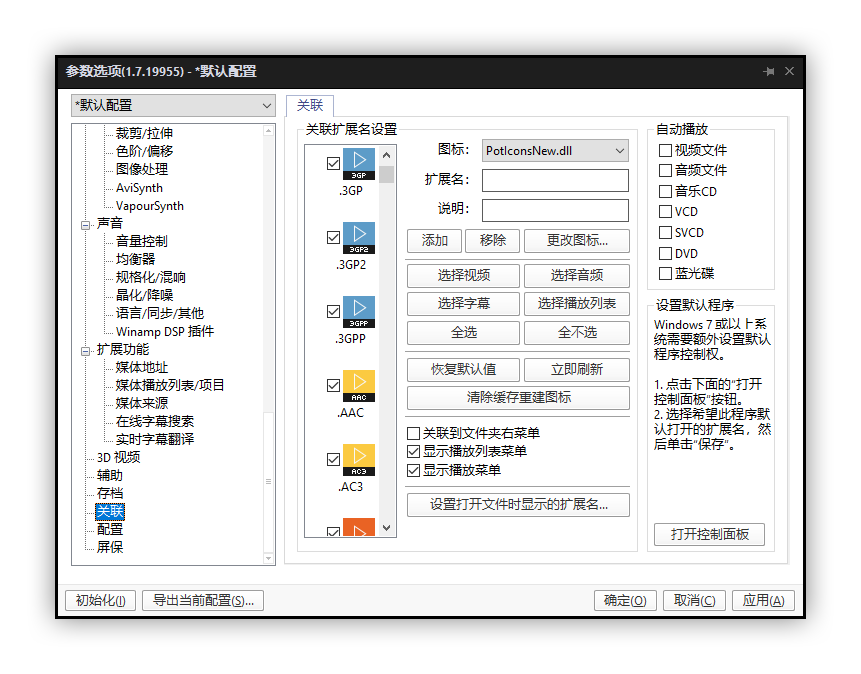 参数选项(1.7.19955) - *默认配置
*默认配置
裁剪/拉伸
色阶/偏移
图像处理
AviSynth
VapourSynth
声音
音量控制
均衡器
规格化/混响
晶化/降噪
语言/同步/其他
Winamp DSP 插件
扩展功能
媒体地址
媒体播放列表/项目
媒体来源
在线字幕搜索
实时字幕翻译
3D 视频
辅助
存档
关联
配置
屏保
关联
关联扩展名设置
3GP
.3GP
3GP2
.3GP2
3GPP
.3GPP
AAC
.AAC
AC3
.AC3
图标:
PotIconsNew.dll
扩展名:
说明:
添加
移除
更改图标...
选择视频
选择音频
选择字幕
选择播放列表
全选
全不选
恢复默认值
立即刷新
清除缓存重建图标
关联到文件夹右菜单
显示播放列表菜单
显示播放菜单
设置打开文件时显示的扩展名...
自动播放
视频文件
音频文件
音乐CD
VCD
SVCD
DVD
蓝光碟
设置默认程序
Windows 7 或以上系
统需要额外设置默认
程序控制权。
1. 点击下面的"打开
控制面板"按钮。
2. 选择希望此程序默
认打开的扩展名，然
后单击"保存"。
打开控制面板
初始化(I)
导出当前配置(S)...
确定(O)
取消(C)
应用(A)